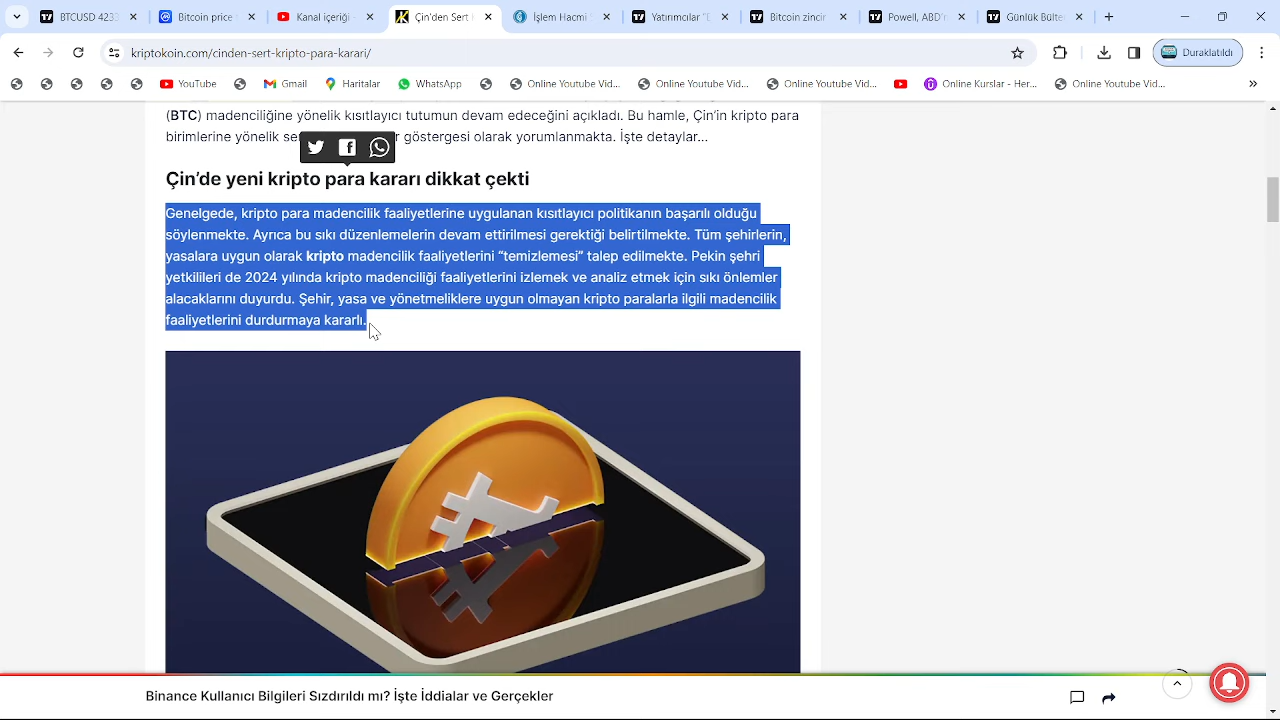 BTCUSD 4233
Bitcoin price
Kanal içeriği -
Çin'den Sert
İşlem Hacmi
Yatırımcılar "L
Bitcoin zincir
Powell, ABD'n
Günlük Bülte
kriptokoin.com/cinden-sert-kripto-para-karari/
Duraklatıldı
YouTube
Gmail
Haritalar
WhatsApp
Online Youtube Vid...
Online Youtube Vid...
Online Youtube Vid...
Online Kurslar - Her...
Online Youtube Vid...
(BTC) madenciliğine yönelik kısıtlayıcı tutumun devam edeceğini açıkladı. Bu hamle, Çin'in kripto para
birimlerine yönelik se
r göstergesi olarak yorumlanmakta. İşte detaylar...
Çin'de yeni kripto para kararı dikkat çekti
Genelgede, kripto para madencilik faaliyetlerine uygulanan kısıtlayıcı politikanın başarılı olduğu
söylenmekte. Ayrıca bu sıkı düzenlemelerin devam ettirilmesi gerektiği belirtilmekte. Tüm şehirlerin,
yasalara uygun olarak kripto madencilik faaliyetlerini "temizlemesi" talep edilmekte. Pekin şehri
yetkilileri de 2024 yılında kripto madenciliği faaliyetlerini izlemek ve analiz etmek için sıkı önlemler
alacaklarını duyurdu. Şehir, yasa ve yönetmeliklere uygun olmayan kripto paralarla ilgili madencilik
faaliyetlerini durdurmaya kararlı.
Binance Kullanıcı Bilgileri Sızdırıldı mı? İşte İddialar ve Gerçekler